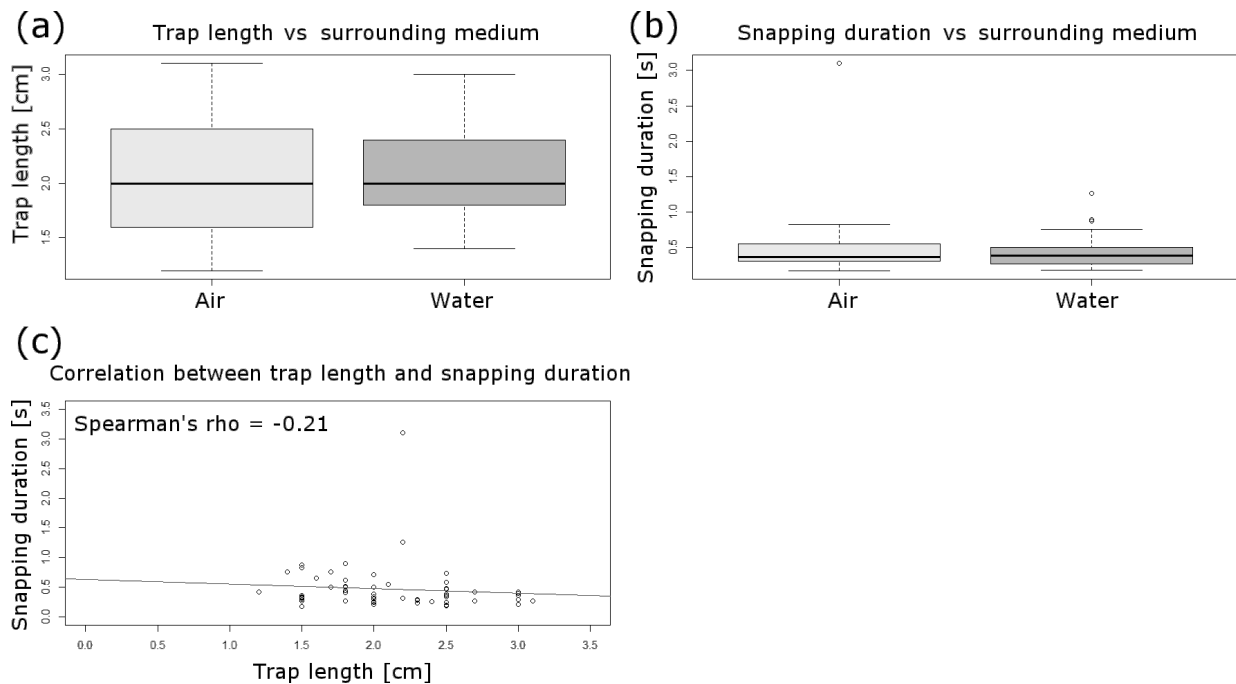 (a)
Trap length vs surrounding medium
Trap length [cm]
3.0
2.5
2.0
1.5
Air
Water
(b)
Snapping duration vs surrounding medium
Snapping duration [s]
3.0
2.5
2.0
1.5
1.0
0.5
Air
Water
(c)
Correlation between trap length and snapping duration
Spearman's rho = -0.21
Snapping duration [s]
3.5
3.0
2.5
2.0
1.5
1.0
0.5
0.0
0.0 0.5 1.0 1.5 2.0 2.5 3.0 3.5
Trap length [cm]